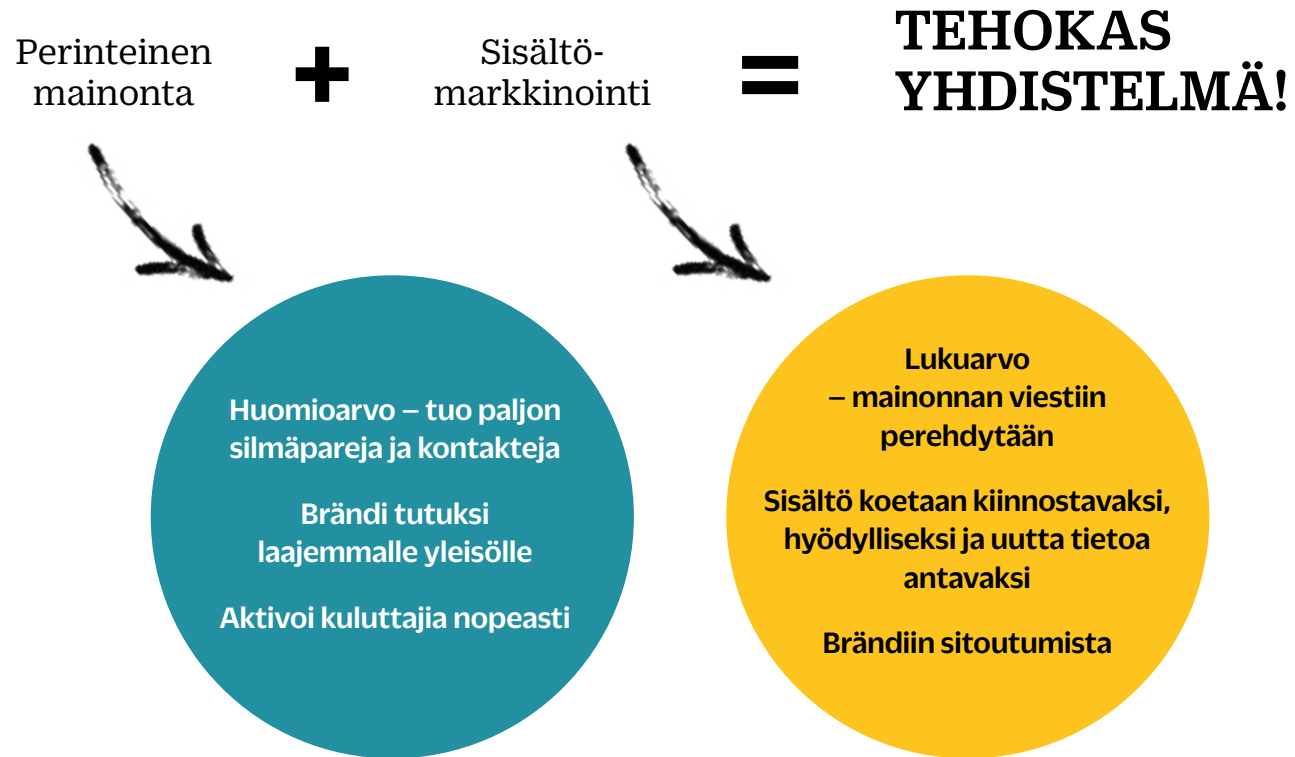 Perinteinen
mainonta
+
Sisältö-
markkinointi
=
TEHOKAS
YHDISTELMÄ!
Huomioarvo – tuo paljon
silmäpareja ja kontakteja
Brändi tutuksi
laajemmalle yleisölle
Aktivoi kuluttajia nopeasti
Lukuarvo
– mainonnan viestiin
perehdytään
Sisältö koetaan kiinnostavaksi,
hyödylliseksi ja uutta tietoa
antavaksi
Brändiin sitoutumista